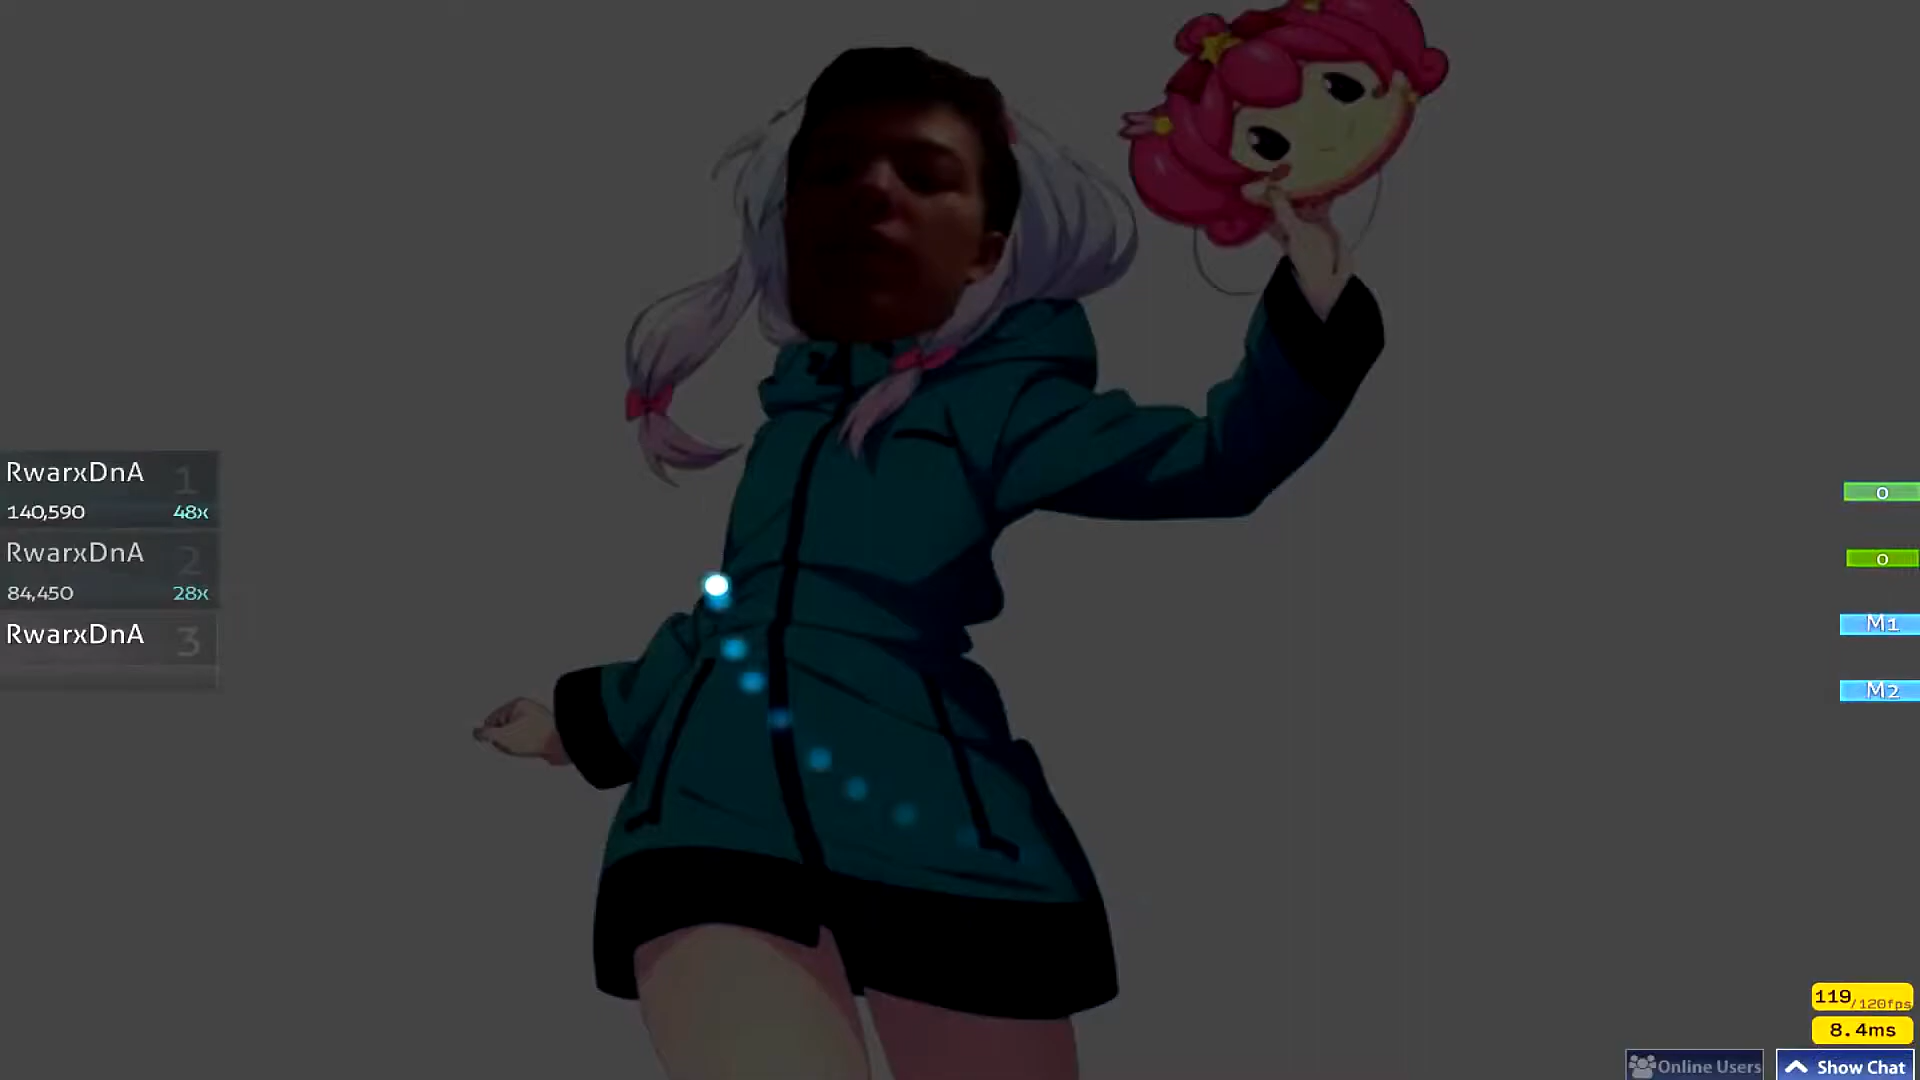 RwarxDnA 1
140,590 48x
RwarxDnA 2
84,450 28x
RwarxDnA 3
0
0
M1
M2
119/120fps
8.4ms
Online Users
Show Chat